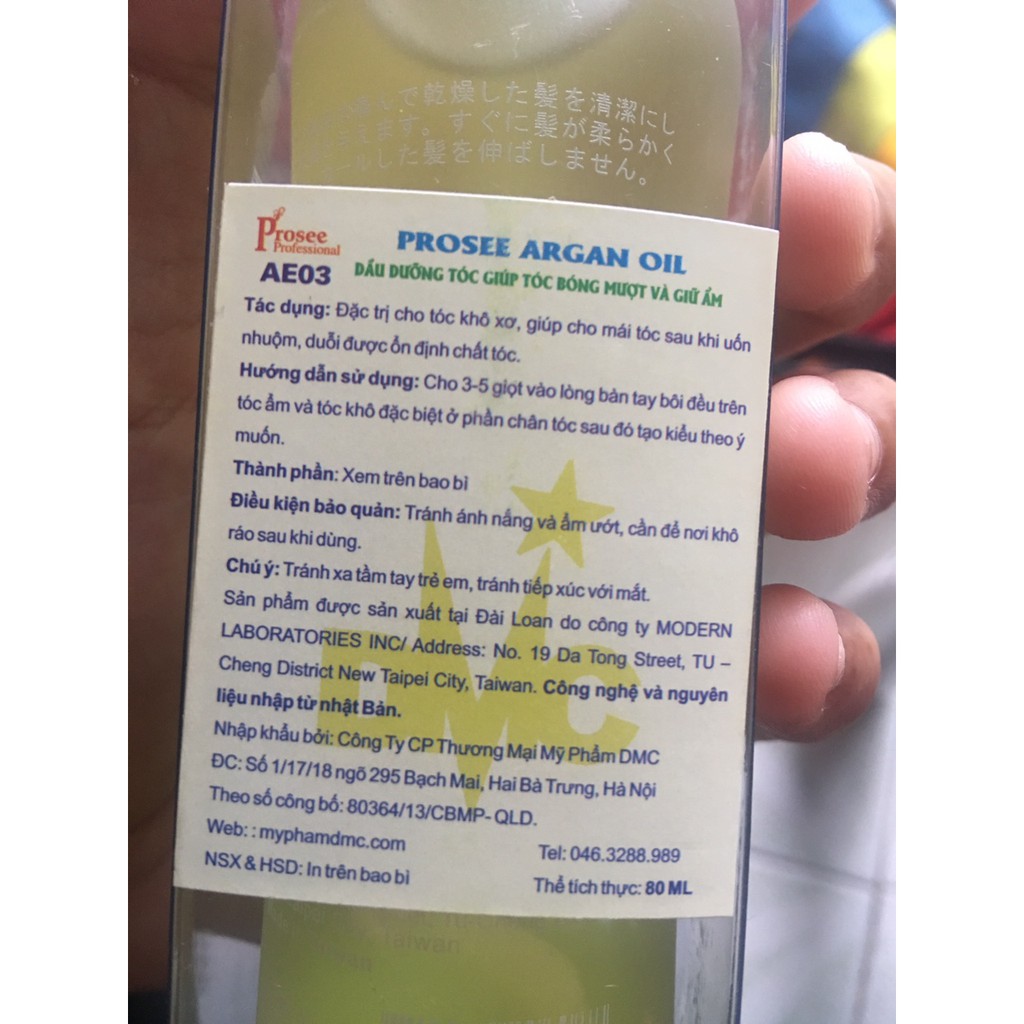 で乾燥した髪を清潔にし
ます。すぐに髪が柔らかく
した髪を伸ばしません。
Prosee
Professional
PROSEE ARGAN OIL
AE03
DẦU DƯỠNG TÓC GIÚP TÓC BÓNG MƯỢT VÀ GIỮ ẨM
Tác dụng: Đặc trị cho tóc khô xơ, giúp cho mái tóc sau khi uốn
nhuộm, duỗi được ổn định chất tóc.
Hướng dẫn sử dụng: Cho 3-5 giọt vào lòng bàn tay bôi đều trên
tóc ẩm và tóc khô đặc biệt ở phần chân tóc sau đó tạo kiểu theo ý
muốn.
Thành phần: Xem trên bao bì
Điều kiện bảo quản: Tránh ánh nắng và ẩm ướt, cần để nơi khô
ráo sau khi dùng.
Chú ý: Tránh xa tầm tay trẻ em, tránh tiếp xúc với mắt.
Sản phẩm được sản xuất tại Đài Loan do công ty MODERN
LABORATORIES INC/ Address: No. 19 Da Tong Street, TU –
Cheng District New Taipei City, Taiwan. Công nghệ và nguyên
liệu nhập từ nhật Bản.
Nhập khẩu bởi: Công Ty CP Thương Mại Mỹ Phẩm DMC
ĐC: Số 1/17/18 ngõ 295 Bạch Mai, Hai Bà Trưng, Hà Nội
Theo số công bố: 80364/13/CBMP- QLD.
Web: : myphamdmc.com
Tel: 046.3288.989
NSX & HSD: In trên bao bì
Thể tích thực: 80 ML
DMC
Taiwan